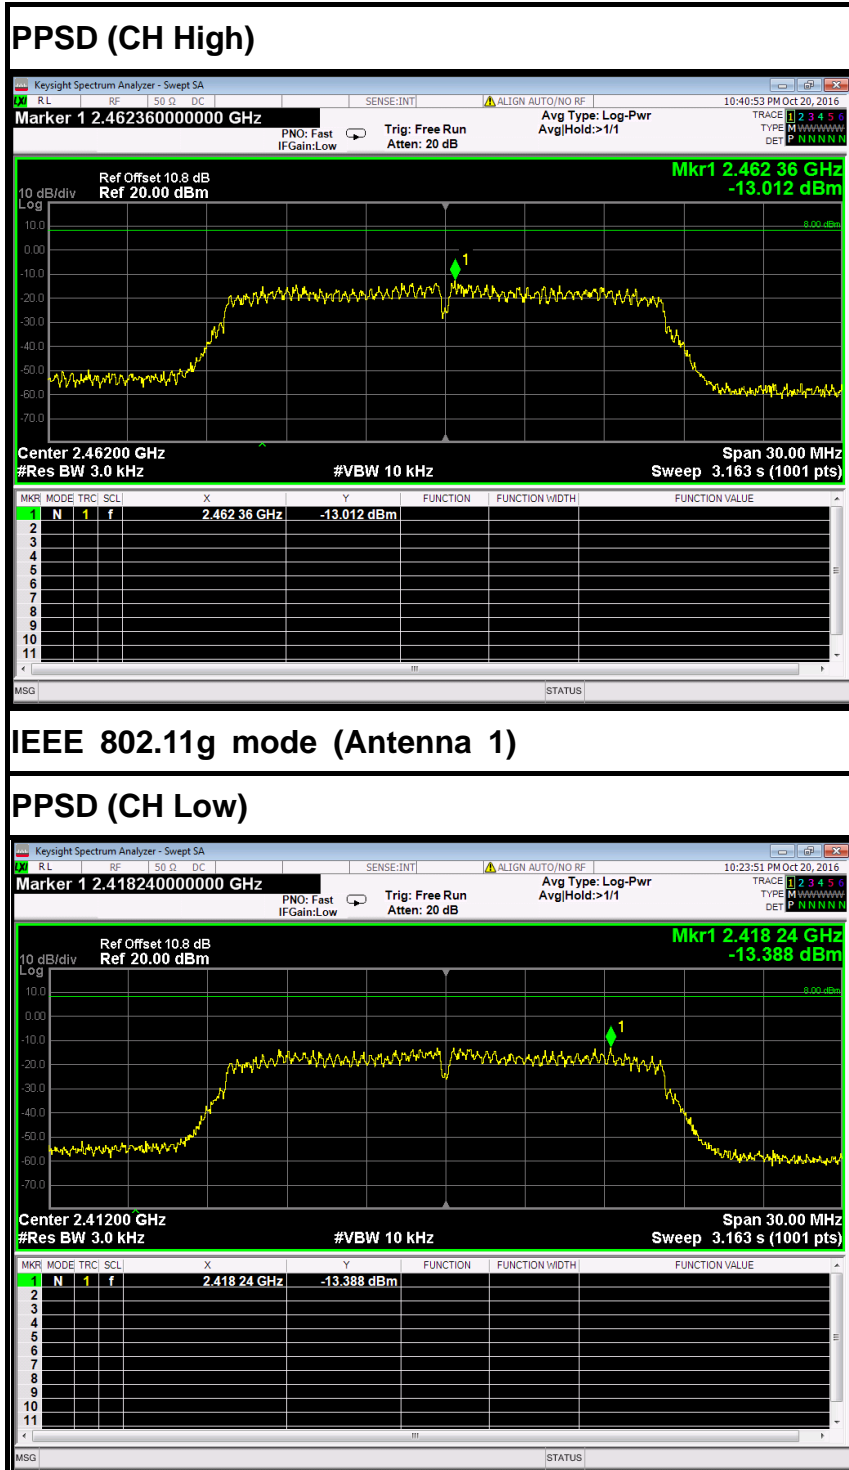 PPSD (CH High)
Keysight Spectrum Analyzer - Swept SA
LXI RL RF 50 Ω DC SENSE:INT ALIGN AUTO/NO RF 10:40:53 PM Oct 20, 2016
Marker 1 2.462360000000 GHz
PNO: Fast
IFGain:Low
Trig: Free Run
Atten: 20 dB
Avg Type: Log-Pwr
Avg|Hold:>1/1
TRACE 1 2 3 4 5 6
TYPE M WWWWW
DET P N N N N N
Mkr1 2.462 36 GHz
-13.012 dBm
Ref Offset 10.8 dB
10 dB/div Ref 20.00 dBm
Log
10.0
8.00 dBm
0.00
1
-10.0
-20.0
-30.0
-40.0
-50.0
-60.0
-70.0
Center 2.46200 GHz Span 30.00 MHz
#Res BW 3.0 kHz #VBW 10 kHz Sweep 3.163 s (1001 pts)
MKR MODE TRC SCL X Y FUNCTION FUNCTION WIDTH FUNCTION VALUE
1 N 1 f 2.462 36 GHz -13.012 dBm
2
3
4
5
6
7
8
9
10
11
MSG STATUS
IEEE 802.11g mode (Antenna 1)
PPSD (CH Low)
Keysight Spectrum Analyzer - Swept SA
LXI RL RF 50 Ω DC SENSE:INT ALIGN AUTO/NO RF 10:23:51 PM Oct 20, 2016
Marker 1 2.418240000000 GHz
PNO: Fast
IFGain:Low
Trig: Free Run
Atten: 20 dB
Avg Type: Log-Pwr
Avg|Hold:>1/1
TRACE 1 2 3 4 5 6
TYPE M WWWWW
DET P N N N N N
Mkr1 2.418 24 GHz
-13.388 dBm
Ref Offset 10.8 dB
10 dB/div Ref 20.00 dBm
Log
10.0
8.00 dBm
0.00
1
-10.0
-20.0
-30.0
-40.0
-50.0
-60.0
-70.0
Center 2.41200 GHz Span 30.00 MHz
#Res BW 3.0 kHz #VBW 10 kHz Sweep 3.163 s (1001 pts)
MKR MODE TRC SCL X Y FUNCTION FUNCTION WIDTH FUNCTION VALUE
1 N 1 f 2.418 24 GHz -13.388 dBm
2
3
4
5
6
7
8
9
10
11
MSG STATUS